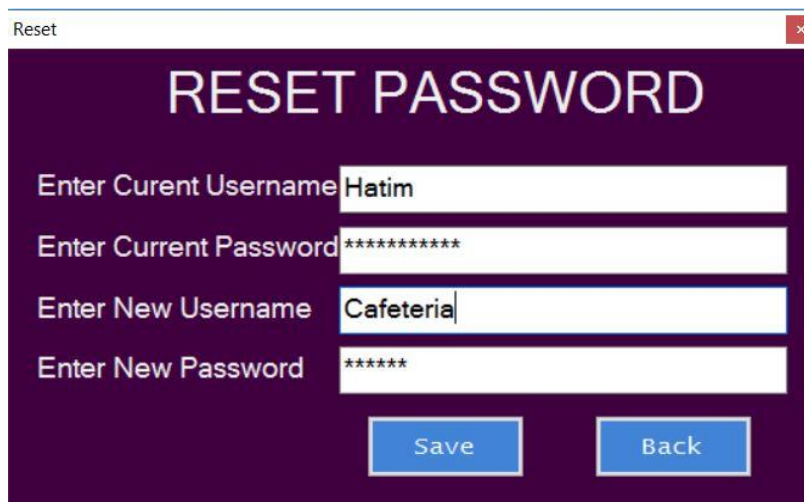 Reset
RESET PASSWORD
Enter Curent Username Hatim
Enter Current Password ***********
Enter New Username Cafeteria
Enter New Password ******
Save Back